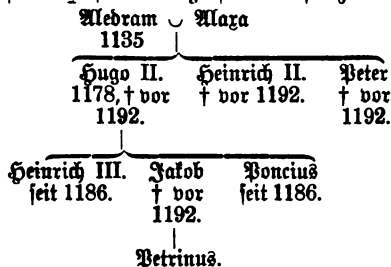 Aledram ⌣ Alaxa
1135
Hugo II. Heinrich II. Peter
1178, † vor † vor 1192. † vor
1192. 1192.
Heinrich III. Jakob Poncius
seit 1186. † vor seit 1186.
1192.
Petrinus.